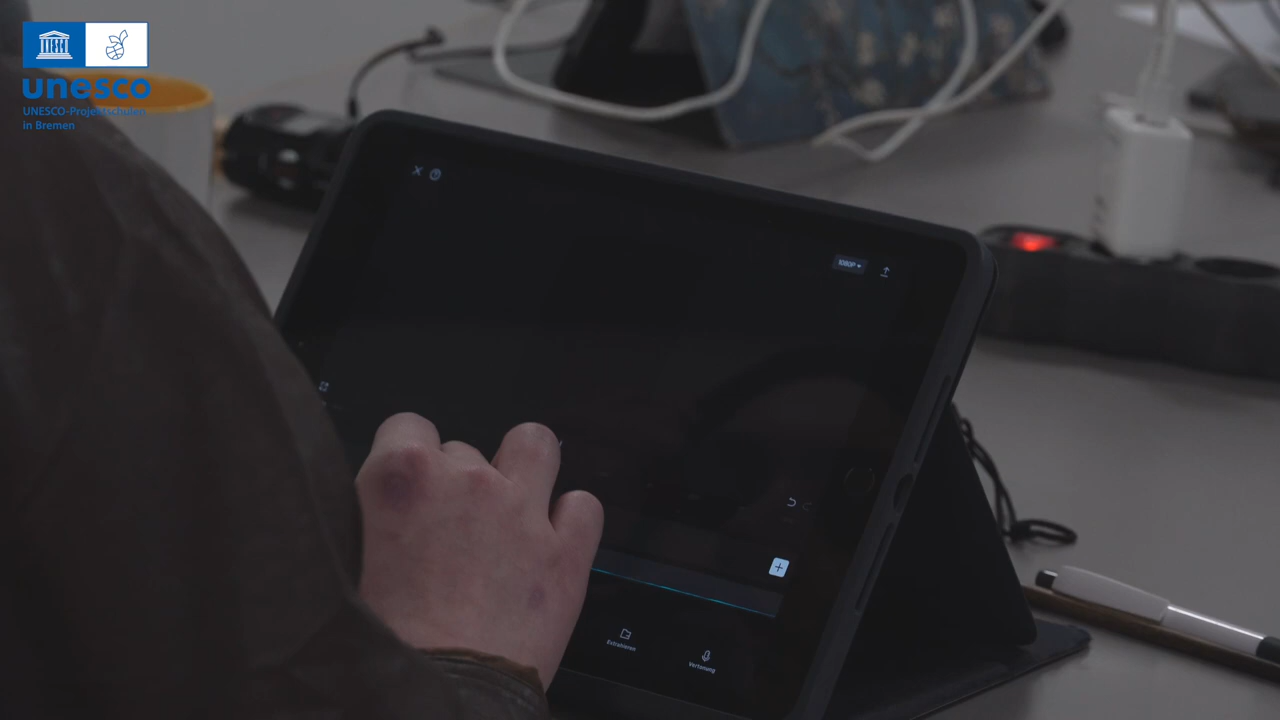 unesco
UNESCO-Projektschulen
in Bremen
1080P
Extrahieren
Vertonung